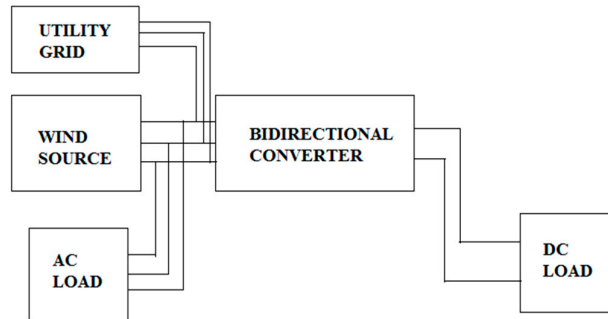 UTILITY
GRID
WIND
SOURCE
BIDIRECTIONAL
CONVERTER
AC
LOAD
DC
LOAD